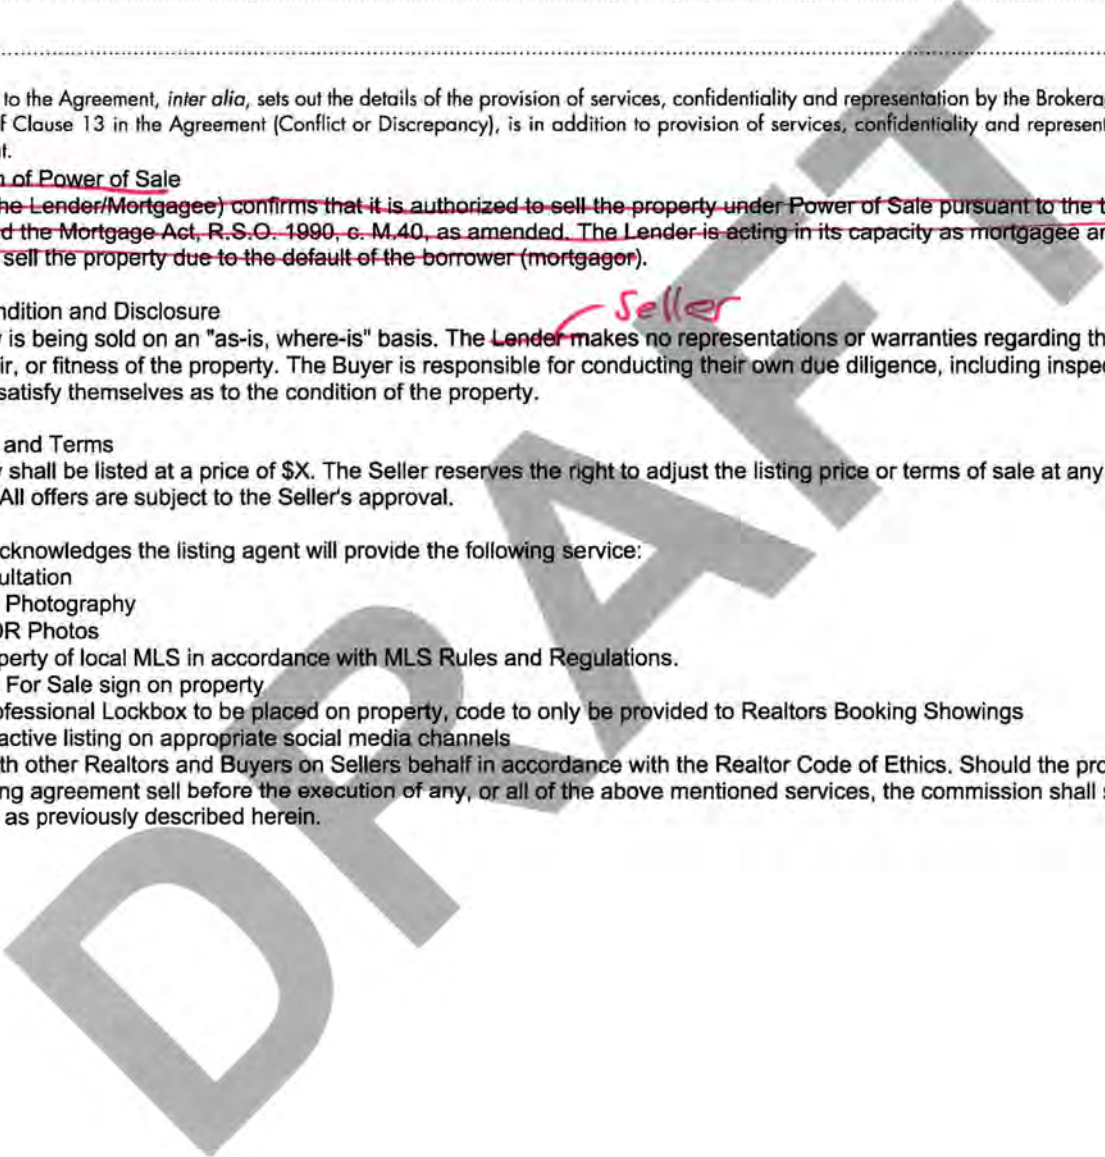 to the Agreement, inter alia, sets out the details of the provision of services, confidentiality and representation by the Brokera
f Clause 13 in the Agreement (Conflict or Discrepancy), is in addition to provision of services, confidentiality and represent
t.
n of Power of Sale
he Lender/Mortgagee) confirms that it is authorized to sell the property under Power of Sale pursuant to the t
d the Mortgage Act, R.S.O. 1990, c. M.40, as amended. The Lender is acting in its capacity as mortgagee an
sell the property due to the default of the borrower (mortgagor).
ndition and Disclosure
Seller
y is being sold on an "as-is, where-is" basis. The Lender makes no representations or warranties regarding th
ir, or fitness of the property. The Buyer is responsible for conducting their own due diligence, including inspec
satisfy themselves as to the condition of the property.
and Terms
y shall be listed at a price of $X. The Seller reserves the right to adjust the listing price or terms of sale at any
All offers are subject to the Seller's approval.
cknowledges the listing agent will provide the following service:
ultation
Photography
DR Photos
perty of local MLS in accordance with MLS Rules and Regulations.
For Sale sign on property
ofessional Lockbox to be placed on property, code to only be provided to Realtors Booking Showings
active listing on appropriate social media channels
th other Realtors and Buyers on Sellers behalf in accordance with the Realtor Code of Ethics. Should the pro
ng agreement sell before the execution of any, or all of the above mentioned services, the commission shall s
as previously described herein.
DRAFT